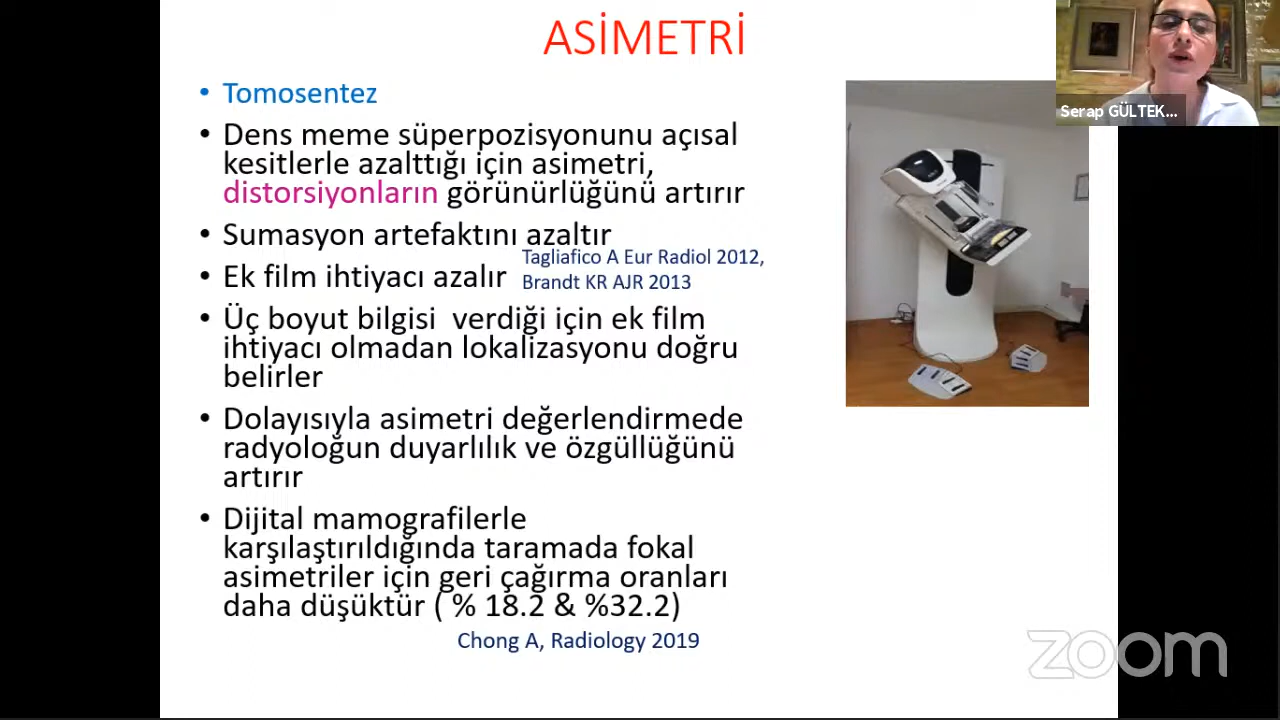 ASİMETRİ
Serap GÜLTEK...
• Tomosentez
• Dens meme süperpozisyonunu açısal
kesitlerle azalttığı için asimetri,
distorsiyonların görünürlüğünü artırır
• Sumasyon artefaktını azaltır
• Ek film ihtiyacı azalır
Tagliafico A Eur Radiol 2012,
Brandt KR AJR 2013
• Üç boyut bilgisi  verdiği için ek film
ihtiyacı olmadan lokalizasyonu doğru
belirler
• Dolayısıyla asimetri değerlendirmede
radyoloğun duyarlılık ve özgüllüğünü
artırır
• Dijital mamografilerle
karşılaştırıldığında taramada fokal
asimetriler için geri çağırma oranları
daha düşüktür ( % 18.2 & %32.2)
Chong A, Radiology 2019
zoom